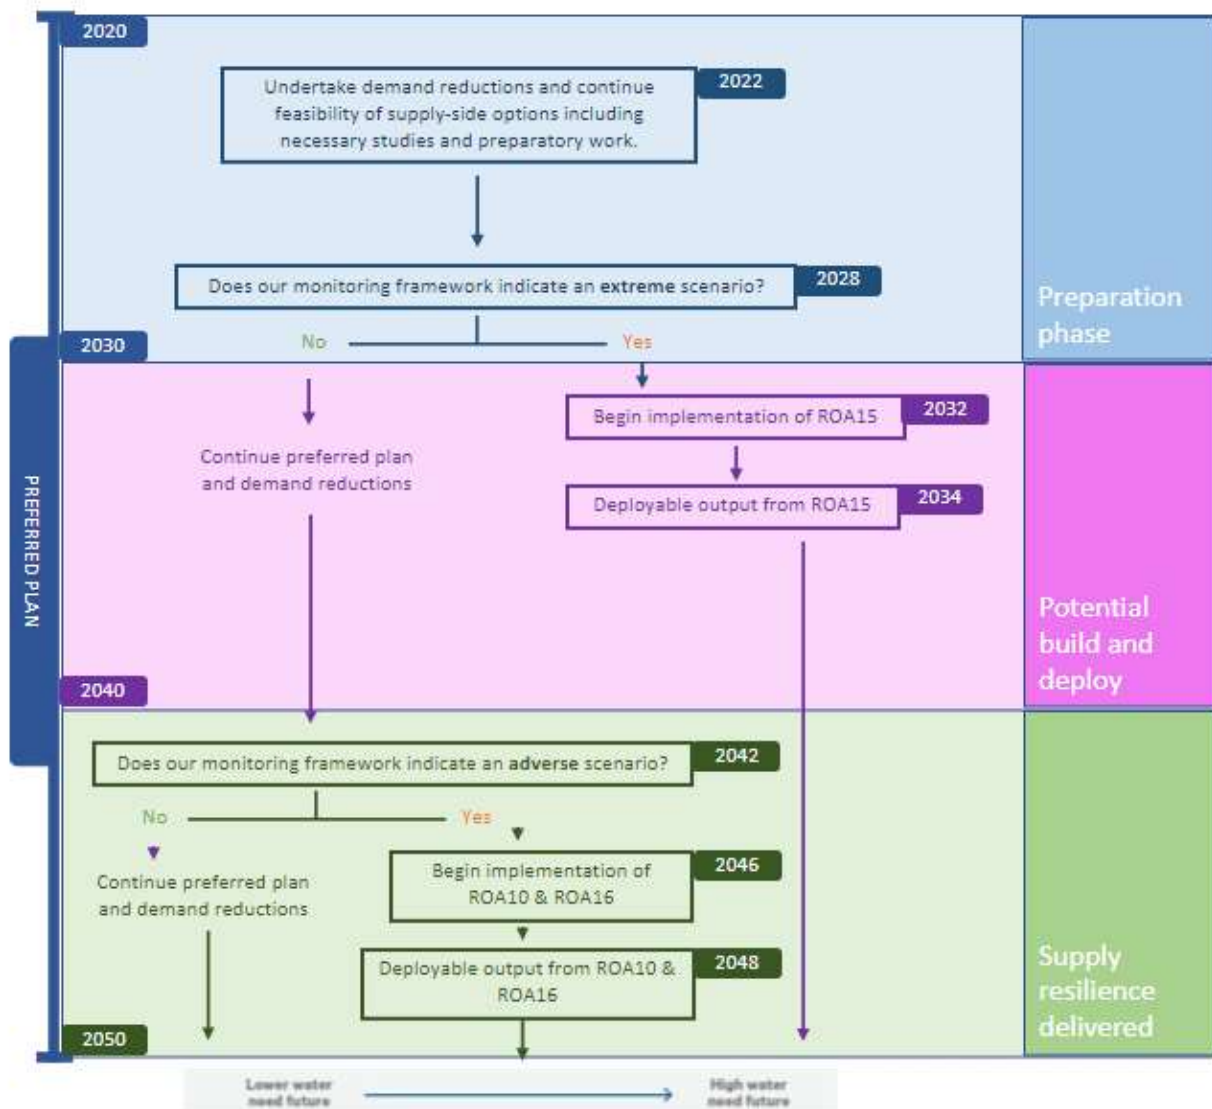 2020
2022
Undertake demand reductions and continue
feasibility of supply-side options including
necessary studies and preparatory work.
2028
Does our monitoring framework indicate an extreme scenario?
Preparation
phase
2030
No
Yes
2032
Begin implementation of ROA15
Continue preferred plan
and demand reductions
2034
Deployable output from ROA15
PREFERRED PLAN
Potential
build and
deploy
2040
2042
Does our monitoring framework indicate an adverse scenario?
No
Yes
2046
Begin implementation of
ROA10 & ROA16
Continue preferred plan
and demand reductions
2048
Deployable output from ROA10 &
ROA16
Supply
resilience
delivered
2050
Lower water
need future
High water
need future